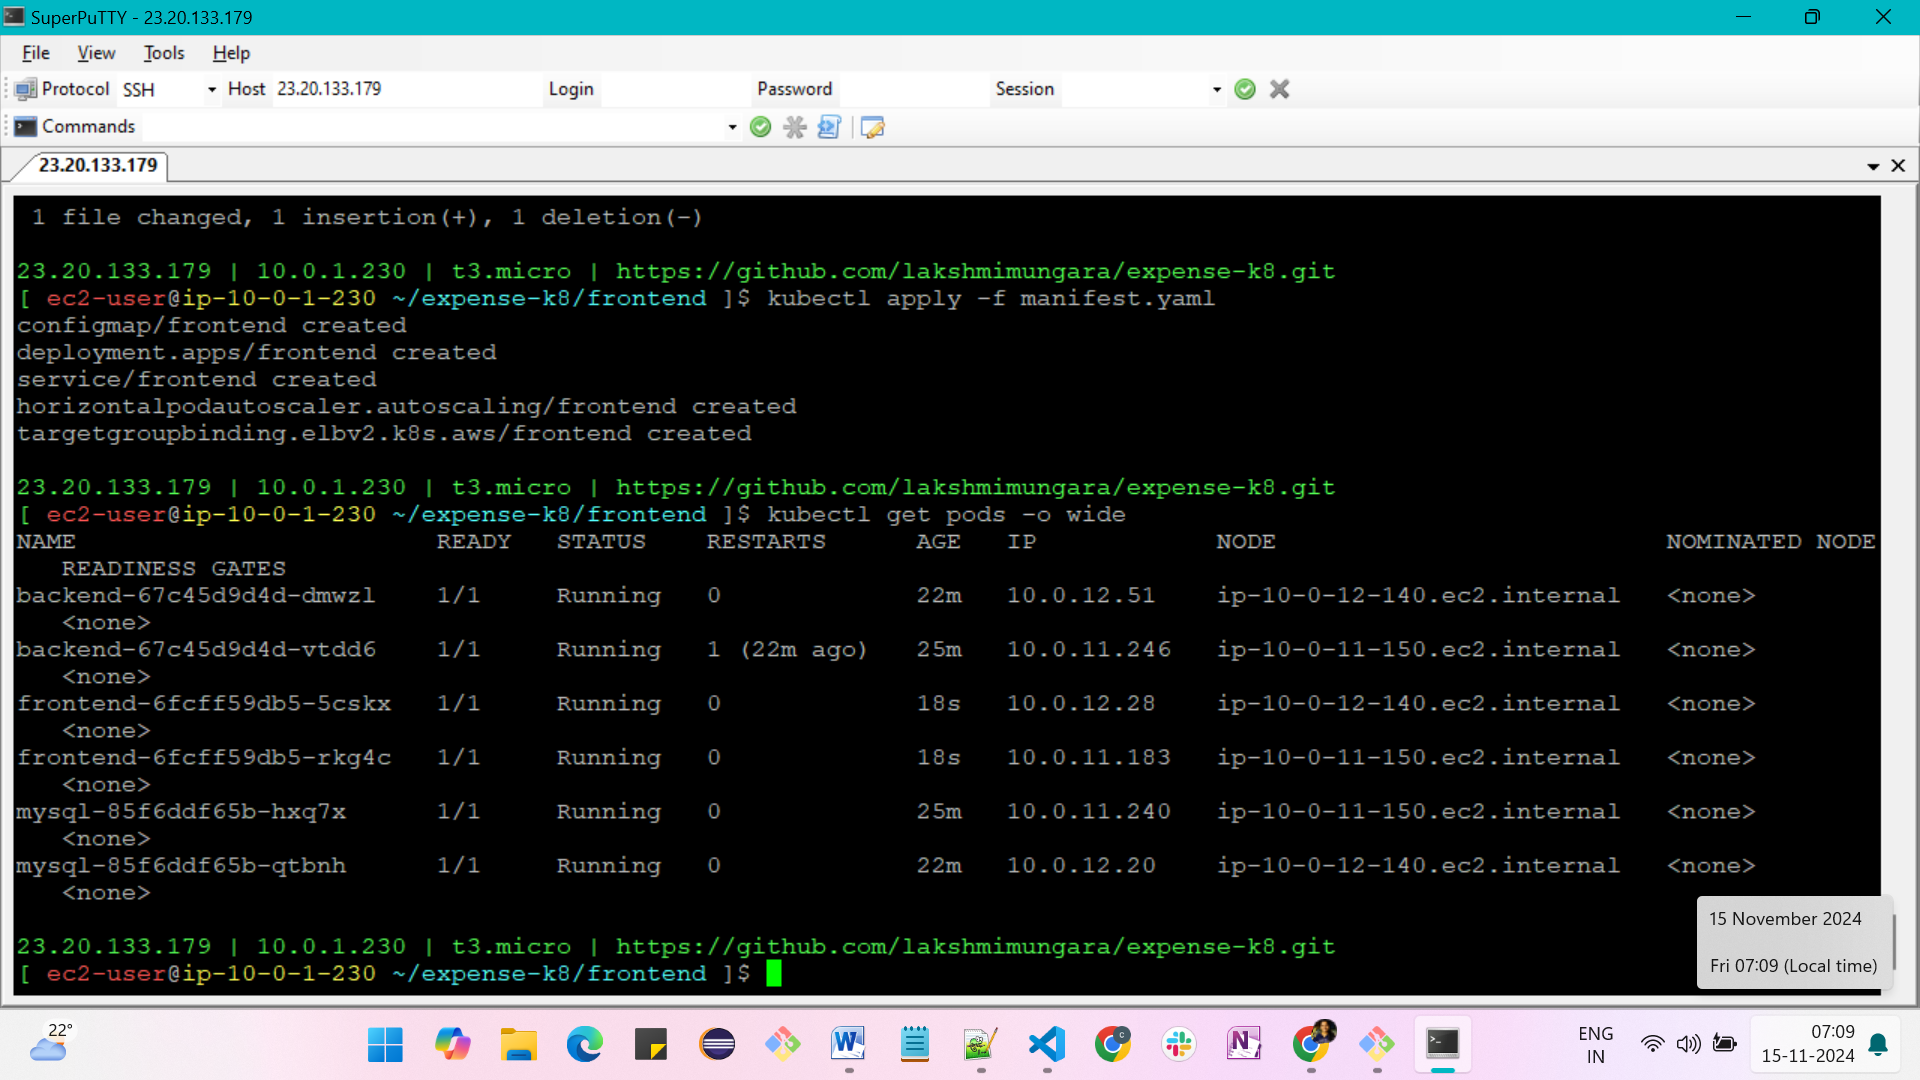 SuperPuTTY - 23.20.133.179
File View Tools Help
Protocol SSH Host 23.20.133.179 Login Password Session
Commands
23.20.133.179
1 file changed, 1 insertion(+), 1 deletion(-)
23.20.133.179 | 10.0.1.230 | t3.micro | https://github.com/lakshmimungara/expense-k8.git
[ ec2-user@ip-10-0-1-230 ~/expense-k8/frontend ]$ kubectl apply -f manifest.yaml
configmap/frontend created
deployment.apps/frontend created
service/frontend created
horizontalpodautoscaler.autoscaling/frontend created
targetgroupbinding.elbv2.k8s.aws/frontend created
23.20.133.179 | 10.0.1.230 | t3.micro | https://github.com/lakshmimungara/expense-k8.git
[ ec2-user@ip-10-0-1-230 ~/expense-k8/frontend ]$ kubectl get pods -o wide
NAME READY STATUS RESTARTS AGE IP NODE NOMINATED NODE
READINESS GATES
backend-67c45d9d4d-dmwzl 1/1 Running 0 22m 10.0.12.51 ip-10-0-12-140.ec2.internal <none>
<none>
backend-67c45d9d4d-vtdd6 1/1 Running 1 (22m ago) 25m 10.0.11.246 ip-10-0-11-150.ec2.internal <none>
<none>
frontend-6fcff59db5-5cskx 1/1 Running 0 18s 10.0.12.28 ip-10-0-12-140.ec2.internal <none>
<none>
frontend-6fcff59db5-rkg4c 1/1 Running 0 18s 10.0.11.183 ip-10-0-11-150.ec2.internal <none>
<none>
mysql-85f6ddf65b-hxq7x 1/1 Running 0 25m 10.0.11.240 ip-10-0-11-150.ec2.internal <none>
<none>
mysql-85f6ddf65b-qtbnh 1/1 Running 0 22m 10.0.12.20 ip-10-0-12-140.ec2.internal <none>
<none>
23.20.133.179 | 10.0.1.230 | t3.micro | https://github.com/lakshmimungara/expense-k8.git
[ ec2-user@ip-10-0-1-230 ~/expense-k8/frontend ]$
15 November 2024
Fri 07:09 (Local time)
22°
ENG
IN
07:09
15-11-2024